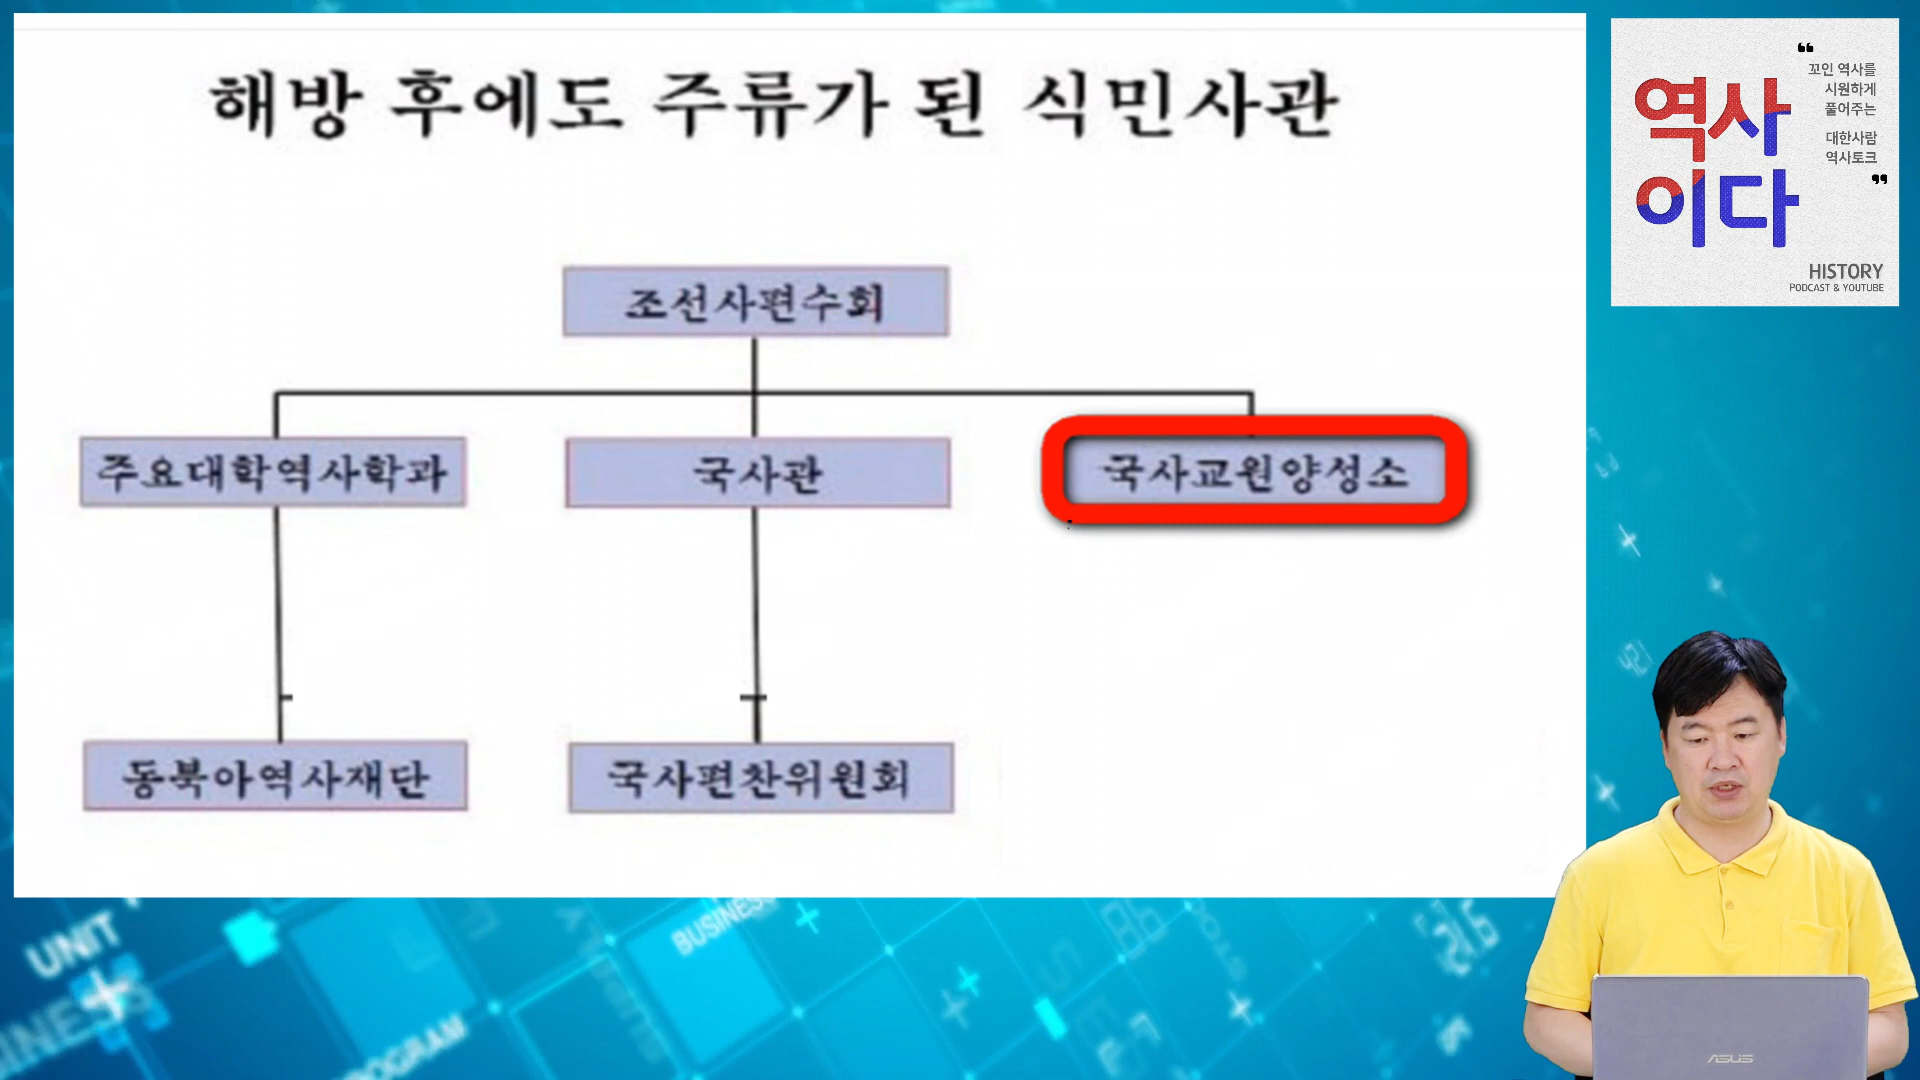 해방 후에도 주류가 된 식민사관
조선사편수회
주요대학역사학과
국사관
국사교원양성소
동북아역사재단
국사편찬위원회
“
꼬인 역사를
시원하게
풀어주는
대한사람
역사토크
”
역사
이다
HISTORY
PODCAST & YOUTUBE
UNIT
BUSINESS
PROGRAM
ASUS